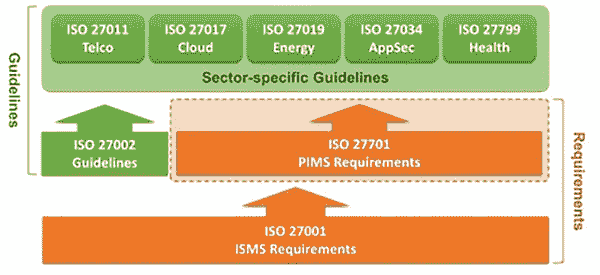 ISO 27011
Telco
ISO 27017
Cloud
ISO 27019
Energy
ISO 27034
AppSec
ISO 27799
Health
Sector-specific Guidelines
Guidelines
ISO 27002
Guidelines
ISO 27701
PIMS Requirements
Requirements
ISO 27001
ISMS Requirements